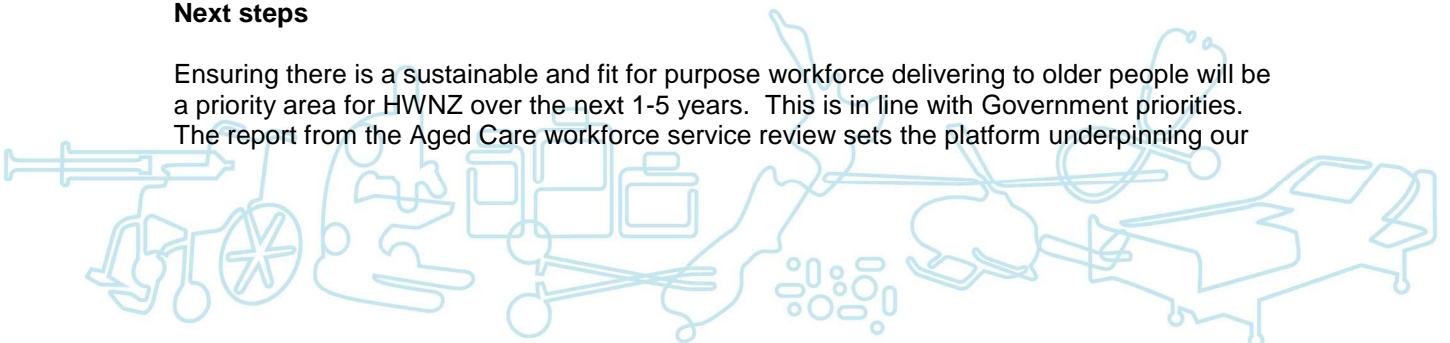 Next steps
Ensuring there is a sustainable and fit for purpose workforce delivering to older people will be
a priority area for HWNZ over the next 1-5 years.  This is in line with Government priorities.
The report from the Aged Care workforce service review sets the platform underpinning our